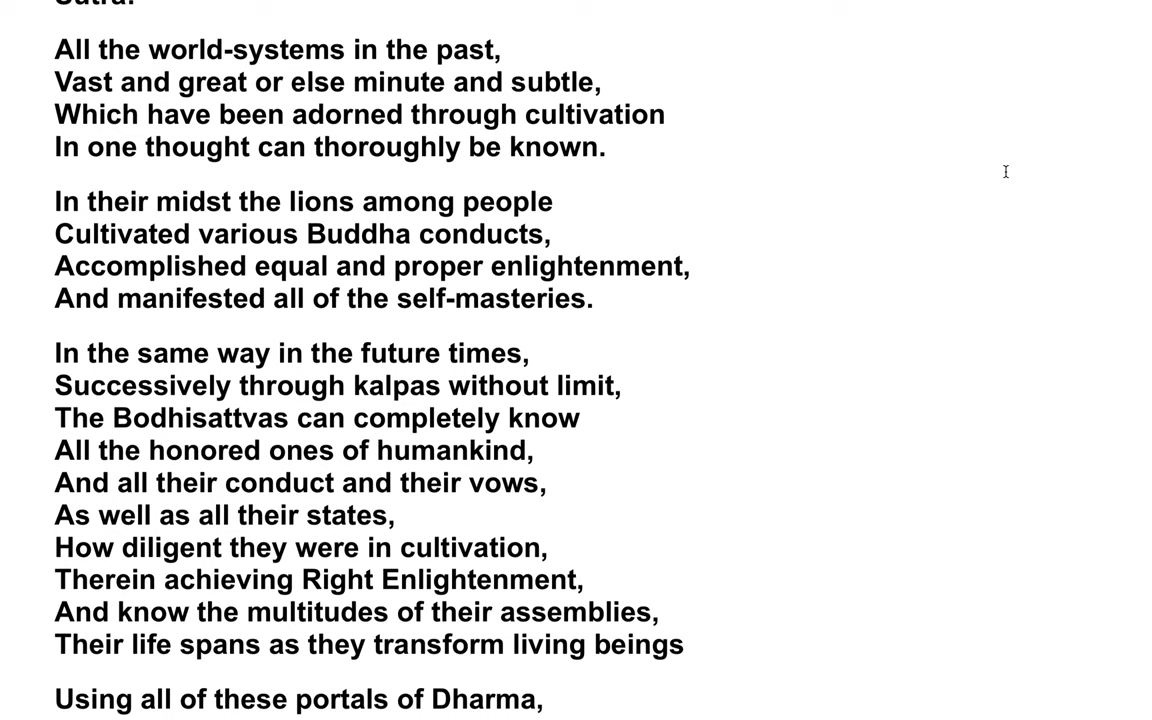 Sutra:
All the world-systems in the past,
Vast and great or else minute and subtle,
Which have been adorned through cultivation
In one thought can thoroughly be known.
In their midst the lions among people
Cultivated various Buddha conducts,
Accomplished equal and proper enlightenment,
And manifested all of the self-masteries.
In the same way in the future times,
Successively through kalpas without limit,
The Bodhisattvas can completely know
All the honored ones of humankind,
And all their conduct and their vows,
As well as all their states,
How diligent they were in cultivation,
Therein achieving Right Enlightenment,
And know the multitudes of their assemblies,
Their life spans as they transform living beings
Using all of these portals of Dharma,